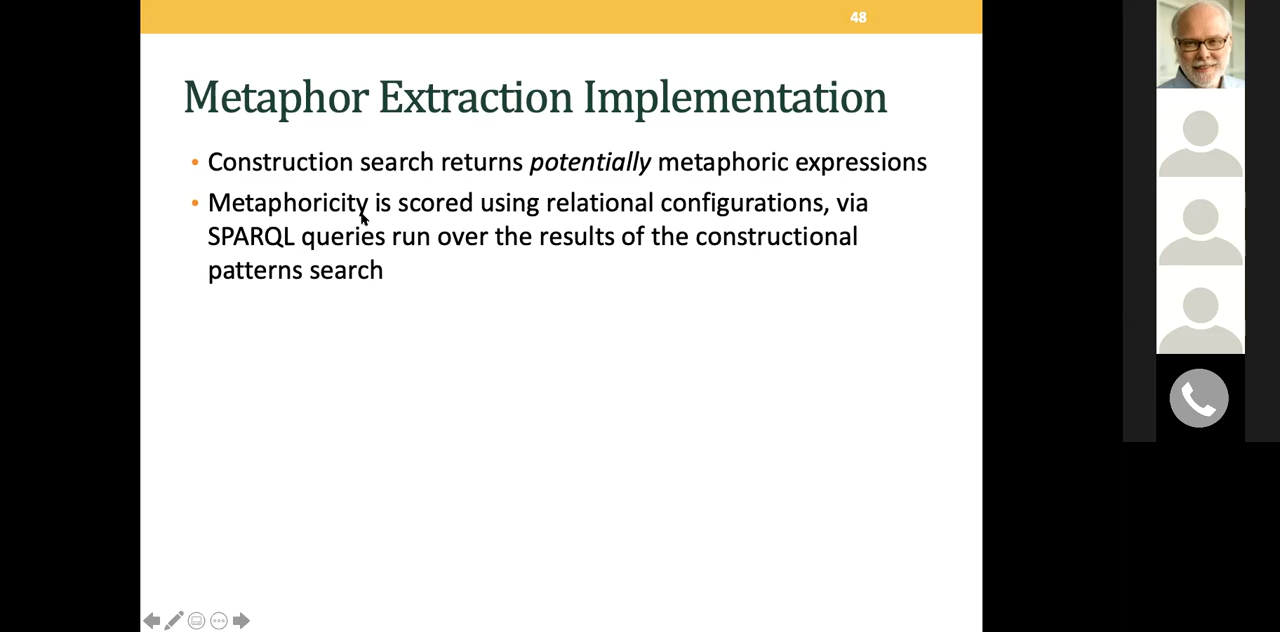 48
Metaphor Extraction Implementation
• Construction search returns potentially metaphoric expressions
• Metaphoricity is scored using relational configurations, via
SPARQL queries run over the results of the constructional
patterns search